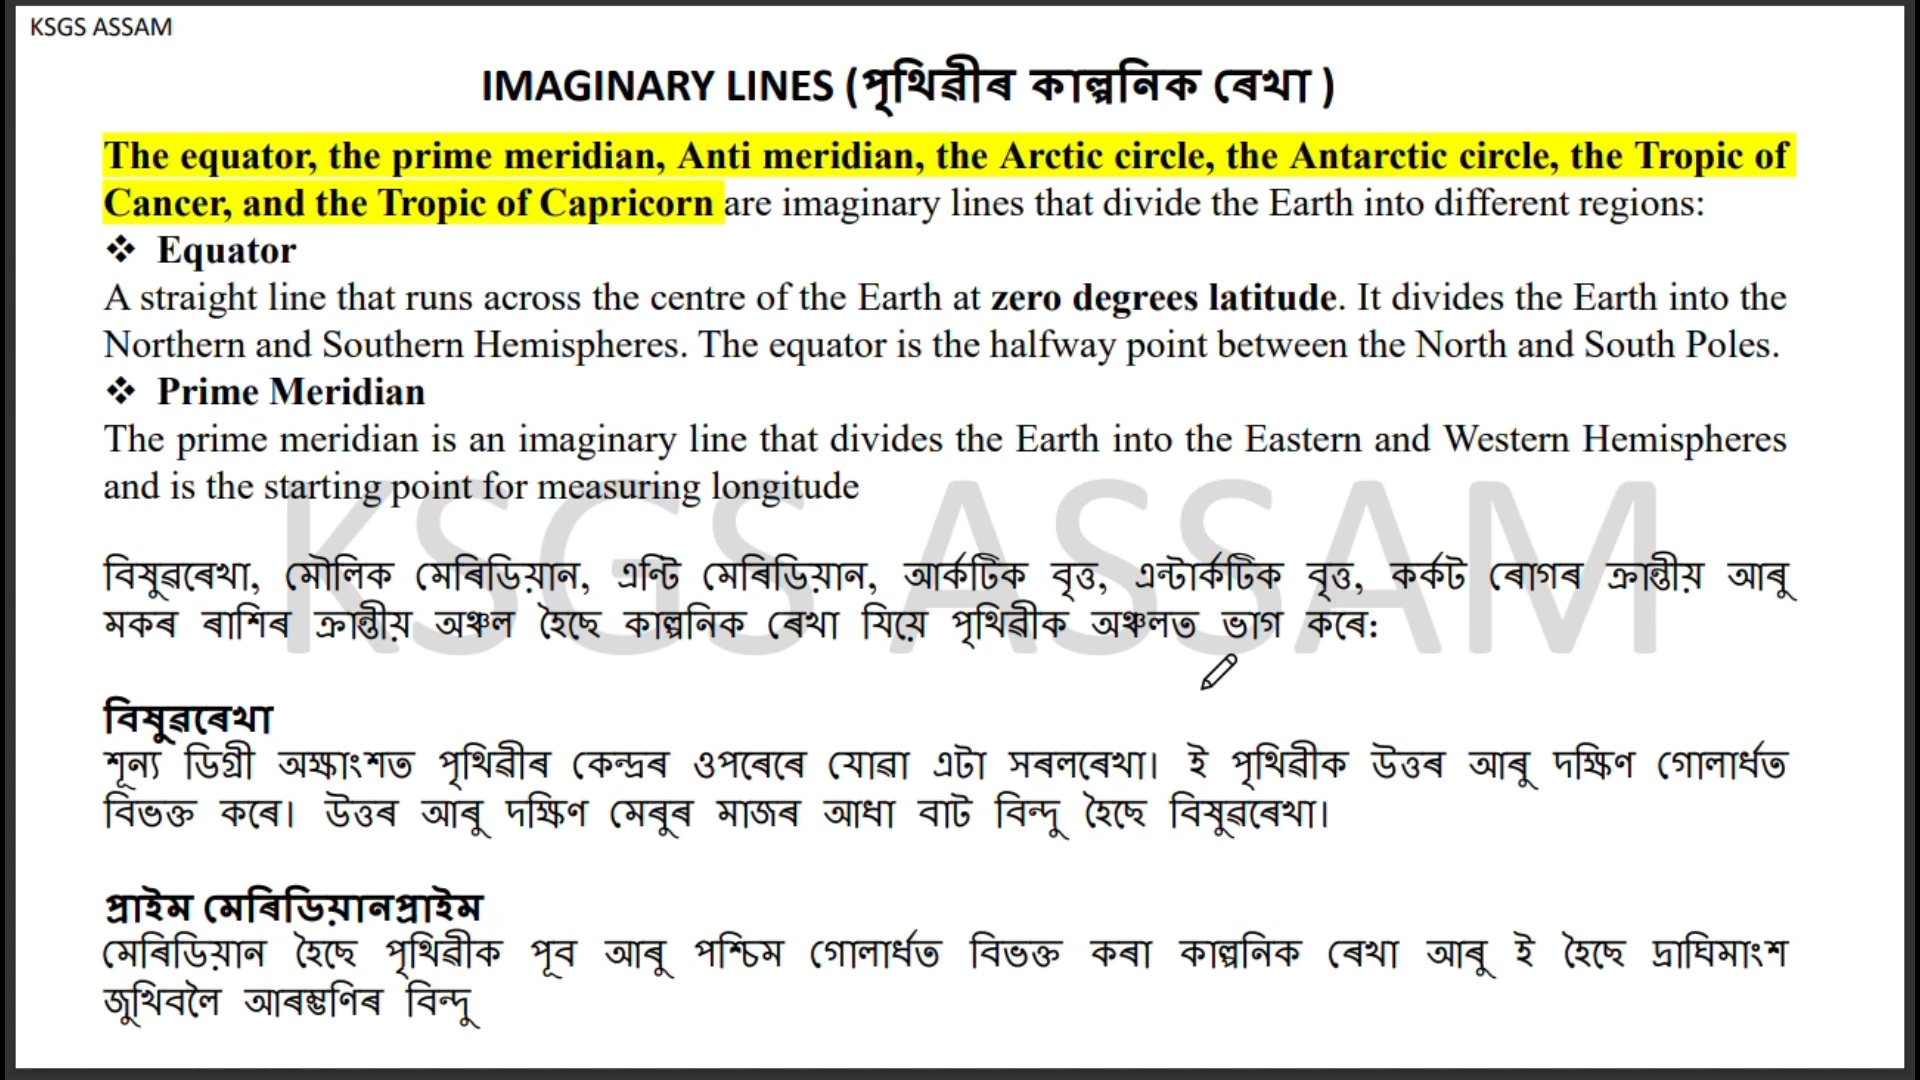 KSGS ASSAM
IMAGINARY LINES (পৃথিৱীৰ কাল্পনিক ৰেখা )
The equator, the prime meridian, Anti meridian, the Arctic circle, the Antarctic circle, the Tropic of
Cancer, and the Tropic of Capricorn are imaginary lines that divide the Earth into different regions:
❖ Equator
A straight line that runs across the centre of the Earth at zero degrees latitude. It divides the Earth into the
Northern and Southern Hemispheres. The equator is the halfway point between the North and South Poles.
❖ Prime Meridian
The prime meridian is an imaginary line that divides the Earth into the Eastern and Western Hemispheres
and is the starting point for measuring longitude
KSGS ASSAM
বিষুৱৰেখা, মৌলিক মেৰিডিয়ান, এন্টি মেৰিডিয়ান, আৰ্কটিক বৃত্ত, এন্টাৰ্কটিক বৃত্ত, কৰ্কট ৰোগৰ ক্ৰান্তীয় আৰু
মকৰ ৰাশিৰ ক্ৰান্তীয় অঞ্চল হৈছে কাল্পনিক ৰেখা যিয়ে পৃথিৱীক অঞ্চলত ভাগ কৰে:
বিষুৱৰেখা
শূন্য ডিগ্ৰী অক্ষাংশত পৃথিৱীৰ কেন্দ্ৰৰ ওপৰেৰে যোৱা এটা সৰলৰেখা। ই পৃথিৱীক উত্তৰ আৰু দক্ষিণ গোলাৰ্ধত
বিভক্ত কৰে। উত্তৰ আৰু দক্ষিণ মেৰুৰ মাজৰ আধা বাট বিন্দু হৈছে বিষুৱৰেখা।
প্ৰাইম মেৰিডিয়ানপ্ৰাইম
মেৰিডিয়ান হৈছে পৃথিৱীক পূব আৰু পশ্চিম গোলাৰ্ধত বিভক্ত কৰা কাল্পনিক ৰেখা আৰু ই হৈছে দ্ৰাঘিমাংশ
জুখিবলৈ আৰম্ভণিৰ বিন্দু